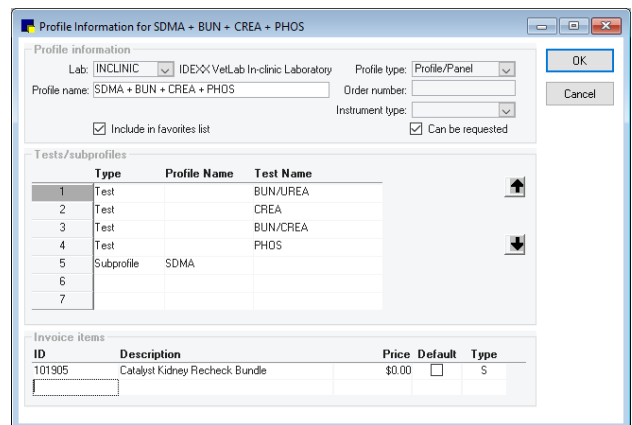 Profile Information for SDMA + BUN + CREA + PHOS
Profile information
Lab: INCLINIC IDEXX VetLab In-clinic Laboratory Profile type: Profile/Panel
Profile name: SDMA + BUN + CREA + PHOS Order number:
Instrument type:
Include in favorites list Can be requested
OK
Cancel
Tests/subprofiles
Type Profile Name Test Name
1 Test BUN/UREA
2 Test CREA
3 Test BUN/CREA
4 Test PHOS
5 Subprofile SDMA
6
7
Invoice items
ID Description Price Default Type
101905 Catalyst Kidney Recheck Bundle $0.00 S